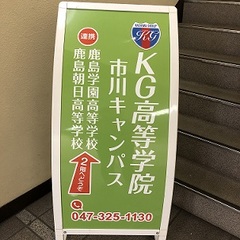 KG高等学院
市川キャンパス
連携
鹿島学園高等学校
鹿島朝日高等学校
2階へどうぞ
047-325-1130
KG